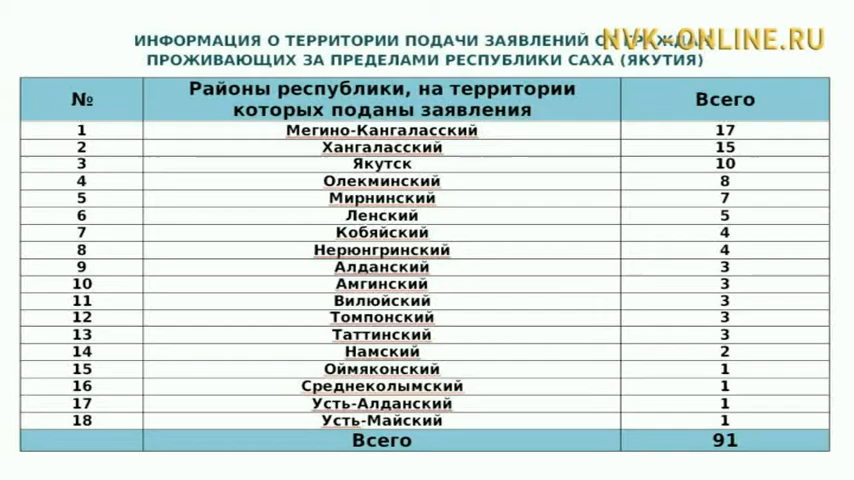 NVK-ONLINE.RU
ИНФОРМАЦИЯ О ТЕРРИТОРИИ ПОДАЧИ ЗАЯВЛЕНИЙ
ПРОЖИВАЮЩИХ ЗА ПРЕДЕЛАМИ РЕСПУБЛИКИ САХА (ЯКУТИЯ)
№ Районы республики, на территории Всего
которых поданы заявления
1 Мегино-Кангаласский 17
2 Хангаласский 15
3 Якутск 10
4 Олекминский 8
5 Мирнинский 7
6 Ленский 5
7 Кобяйский 4
8 Нерюнгринский 4
9 Алданский 3
10 Амгинский 3
11 Вилюйский 3
12 Томпонский 3
13 Таттинский 3
14 Намский 2
15 Оймяконский 1
16 Среднеколымский 1
17 Усть-Алданский 1
18 Усть-Майский 1
Всего 91